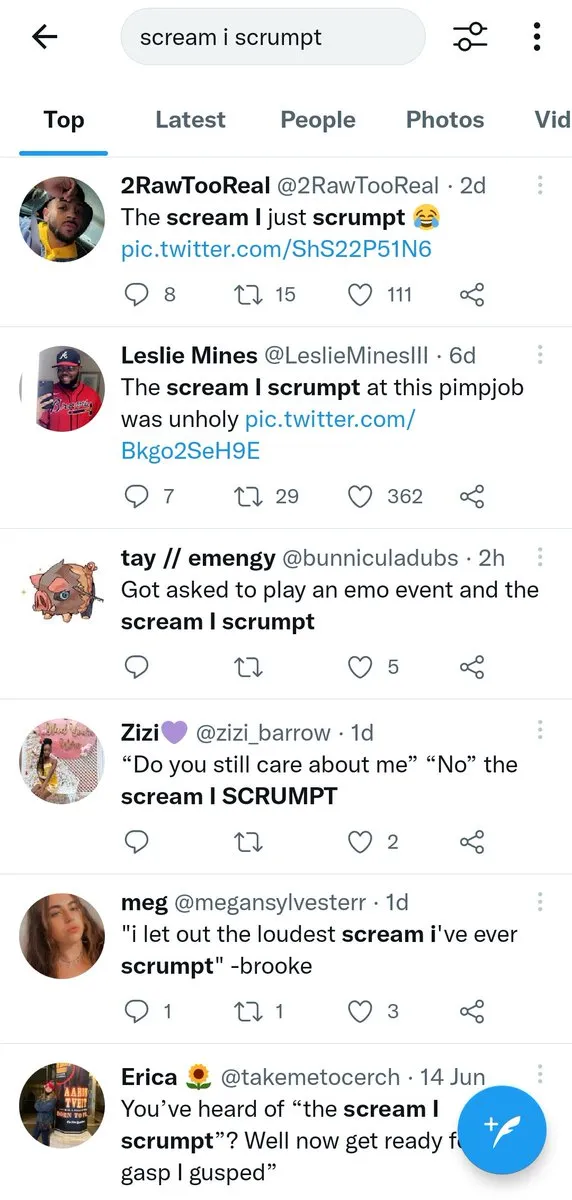 scream i scrumpt
Top Latest People Photos Vid
2RawTooReal @2RawTooReal · 2d
The scream I just scrumpt 😂
pic.twitter.com/ShS22P51N6
8 15 111
Leslie Mines @LeslieMinesIII · 6d
The scream I scrumpt at this pimpjob
was unholy pic.twitter.com/
Bkgo2SeH9E
7 29 362
tay // emengy @bunniculadubs · 2h
Got asked to play an emo event and the
scream I scrumpt
5
Zizi💜 @zizi_barrow · 1d
“Do you still care about me” “No” the
scream I SCRUMPT
2
meg @megansylvesterr · 1d
"i let out the loudest scream i've ever
scrumpt" -brooke
1 1 3
Erica 🌻 @takemetocerch · 14 Jun
You’ve heard of “the scream I
scrumpt”? Well now get ready
gasp I gusped”